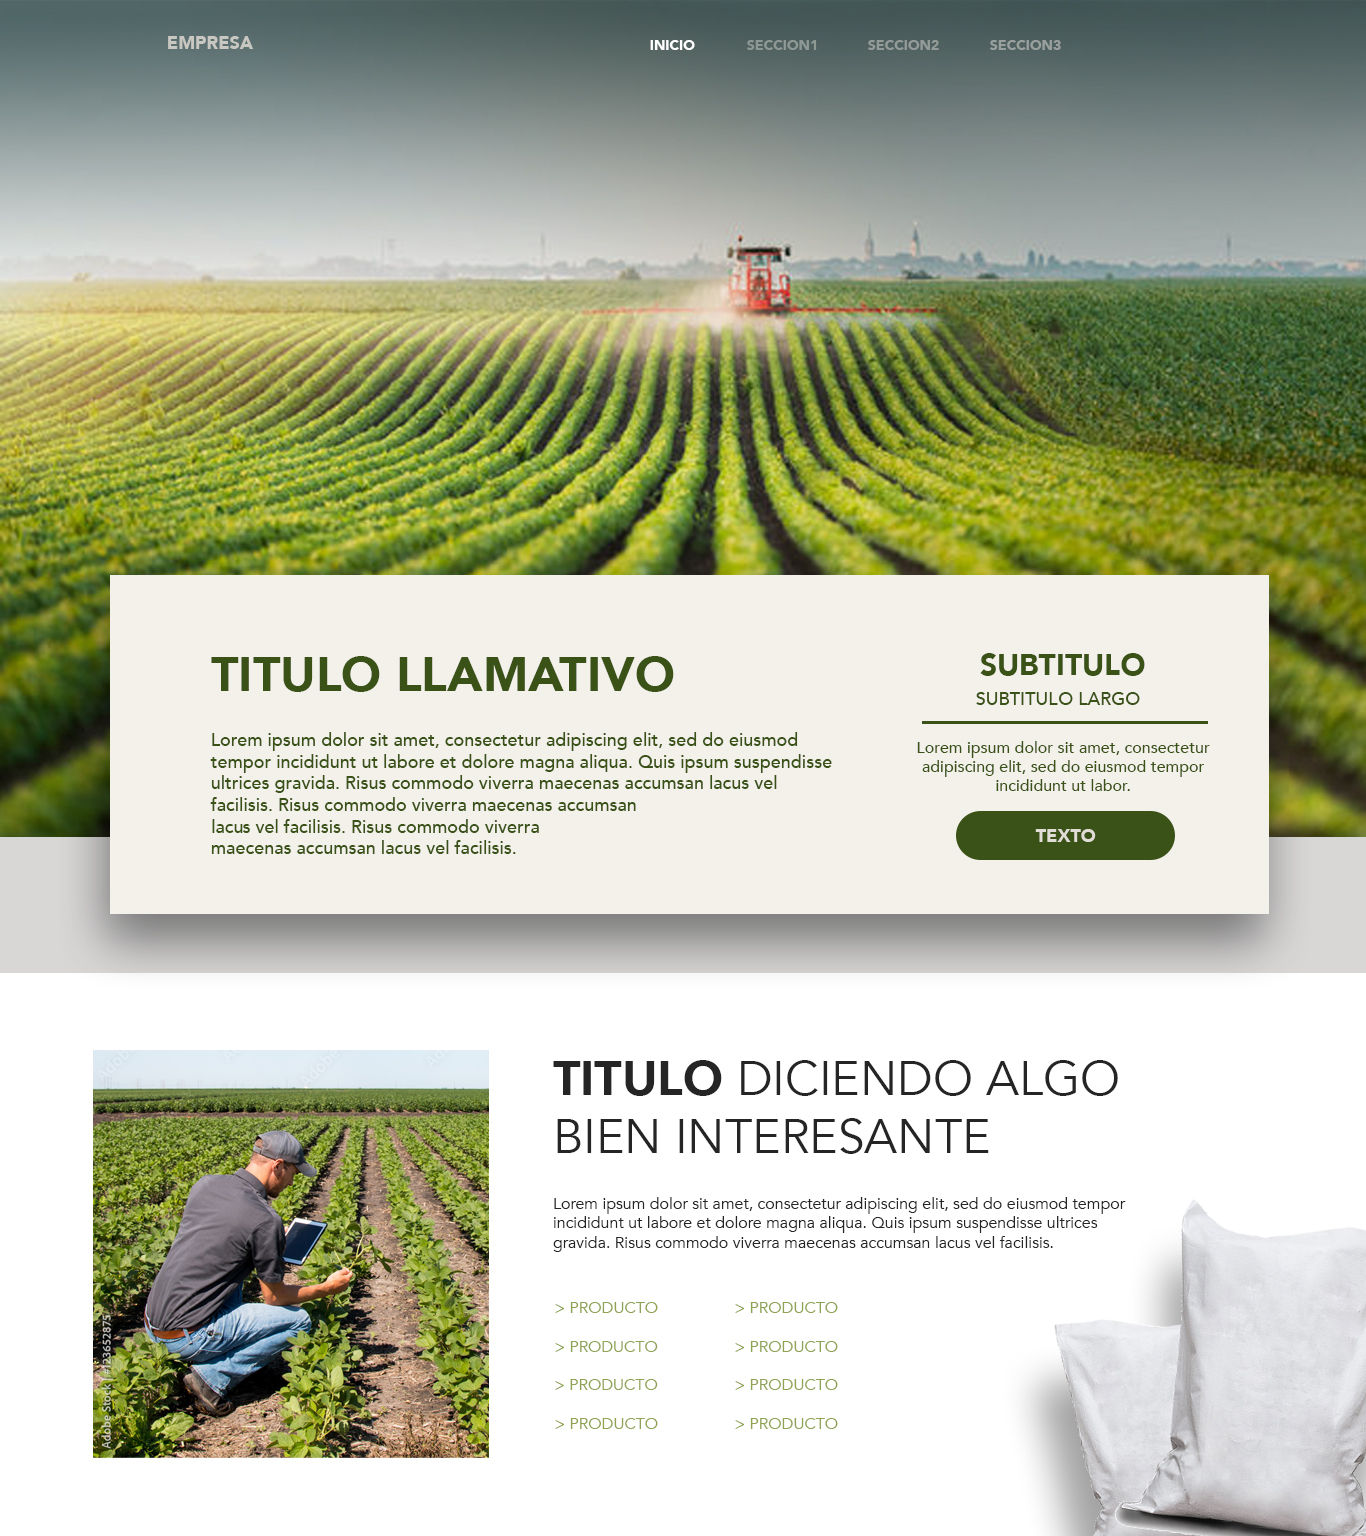 EMPRESA
INICIO SECCION1 SECCION2 SECCION3
TITULO LLAMATIVO
Lorem ipsum dolor sit amet, consectetur adipiscing elit, sed do eiusmod
tempor incididunt ut labore et dolore magna aliqua. Quis ipsum suspendisse
ultrices gravida. Risus commodo viverra maecenas accumsan lacus vel
facilisis. Risus commodo viverra maecenas accumsan
lacus vel facilisis. Risus commodo viverra
maecenas accumsan lacus vel facilisis.
SUBTITULO
SUBTITULO LARGO
Lorem ipsum dolor sit amet, consectetur
adipiscing elit, sed do eiusmod tempor
incididunt ut labor.
TEXTO
Adobe Stock | #123652875
TITULO DICIENDO ALGO
BIEN INTERESANTE
Lorem ipsum dolor sit amet, consectetur adipiscing elit, sed do eiusmod tempor
incididunt ut labore et dolore magna aliqua. Quis ipsum suspendisse ultrices
gravida. Risus commodo viverra maecenas accumsan lacus vel facilisis.
> PRODUCTO > PRODUCTO
> PRODUCTO > PRODUCTO
> PRODUCTO > PRODUCTO
> PRODUCTO > PRODUCTO